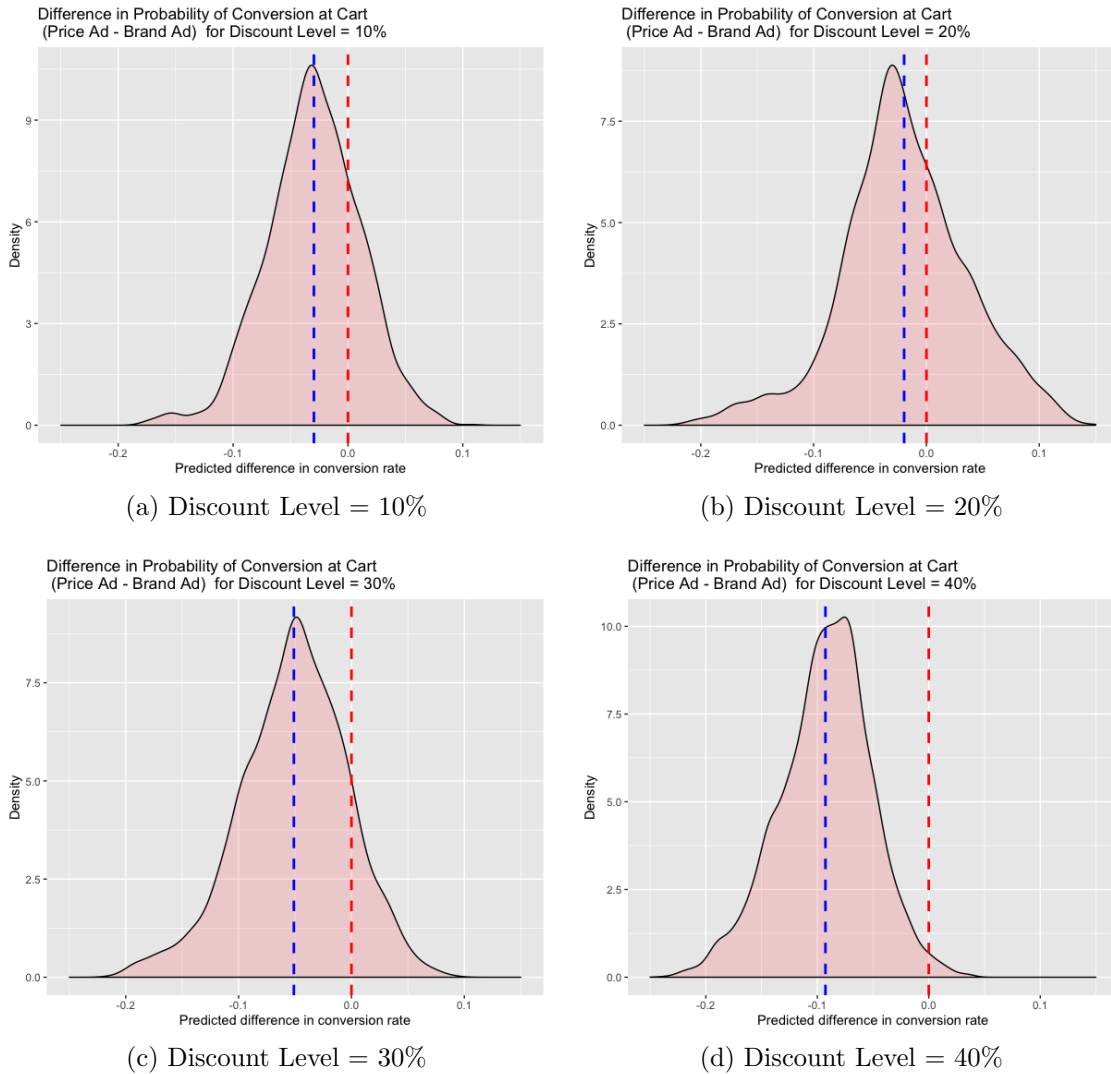 Difference in Probability of Conversion at Cart
(Price Ad - Brand Ad)  for Discount Level = 10%
9
6
3
0
Density
-0.2
-0.1
0.0
0.1
Predicted difference in conversion rate
(a) Discount Level = 10%
Difference in Probability of Conversion at Cart
(Price Ad - Brand Ad)  for Discount Level = 20%
7.5
5.0
2.5
0.0
Density
-0.2
-0.1
0.0
0.1
Predicted difference in conversion rate
(b) Discount Level = 20%
Difference in Probability of Conversion at Cart
(Price Ad - Brand Ad)  for Discount Level = 30%
7.5
5.0
2.5
0.0
Density
-0.2
-0.1
0.0
0.1
Predicted difference in conversion rate
(c) Discount Level = 30%
Difference in Probability of Conversion at Cart
(Price Ad - Brand Ad)  for Discount Level = 40%
10.0
7.5
5.0
2.5
0.0
Density
-0.2
-0.1
0.0
0.1
Predicted difference in conversion rate
(d) Discount Level = 40%